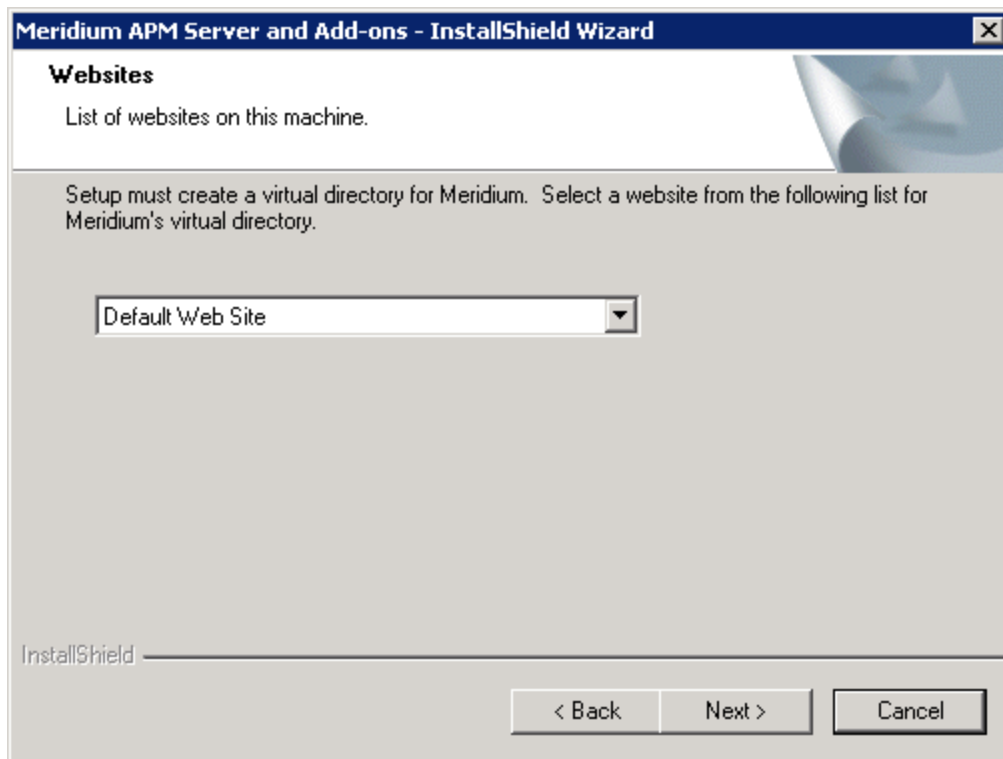 Meridium APM Server and Add-ons - InstallShield Wizard
Websites
List of websites on this machine.
Setup must create a virtual directory for Meridium.  Select a website from the following list for
Meridium's virtual directory.
Default Web Site
InstallShield
< Back
Next >
Cancel